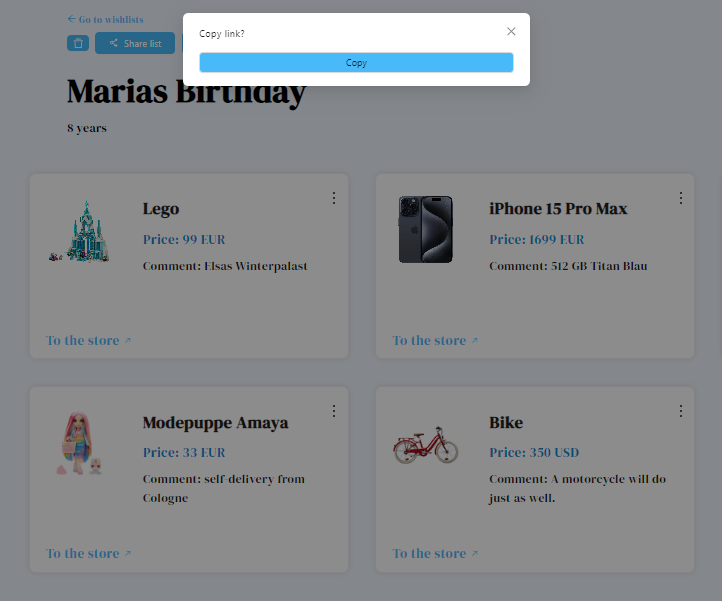 Go to wishlists
Copy link?
Share list
Copy
Marias Birthday
8 years
Lego
Price: 99 EUR
Comment: Elsas Winterpalast
To the store
iPhone 15 Pro Max
Price: 1699 EUR
Comment: 512 GB Titan Blau
To the store
Modepuppe Amaya
Price: 33 EUR
Comment: self-delivery from
Cologne
To the store
Bike
Price: 350 USD
Comment: A motorcycle will do
just as well.
To the store